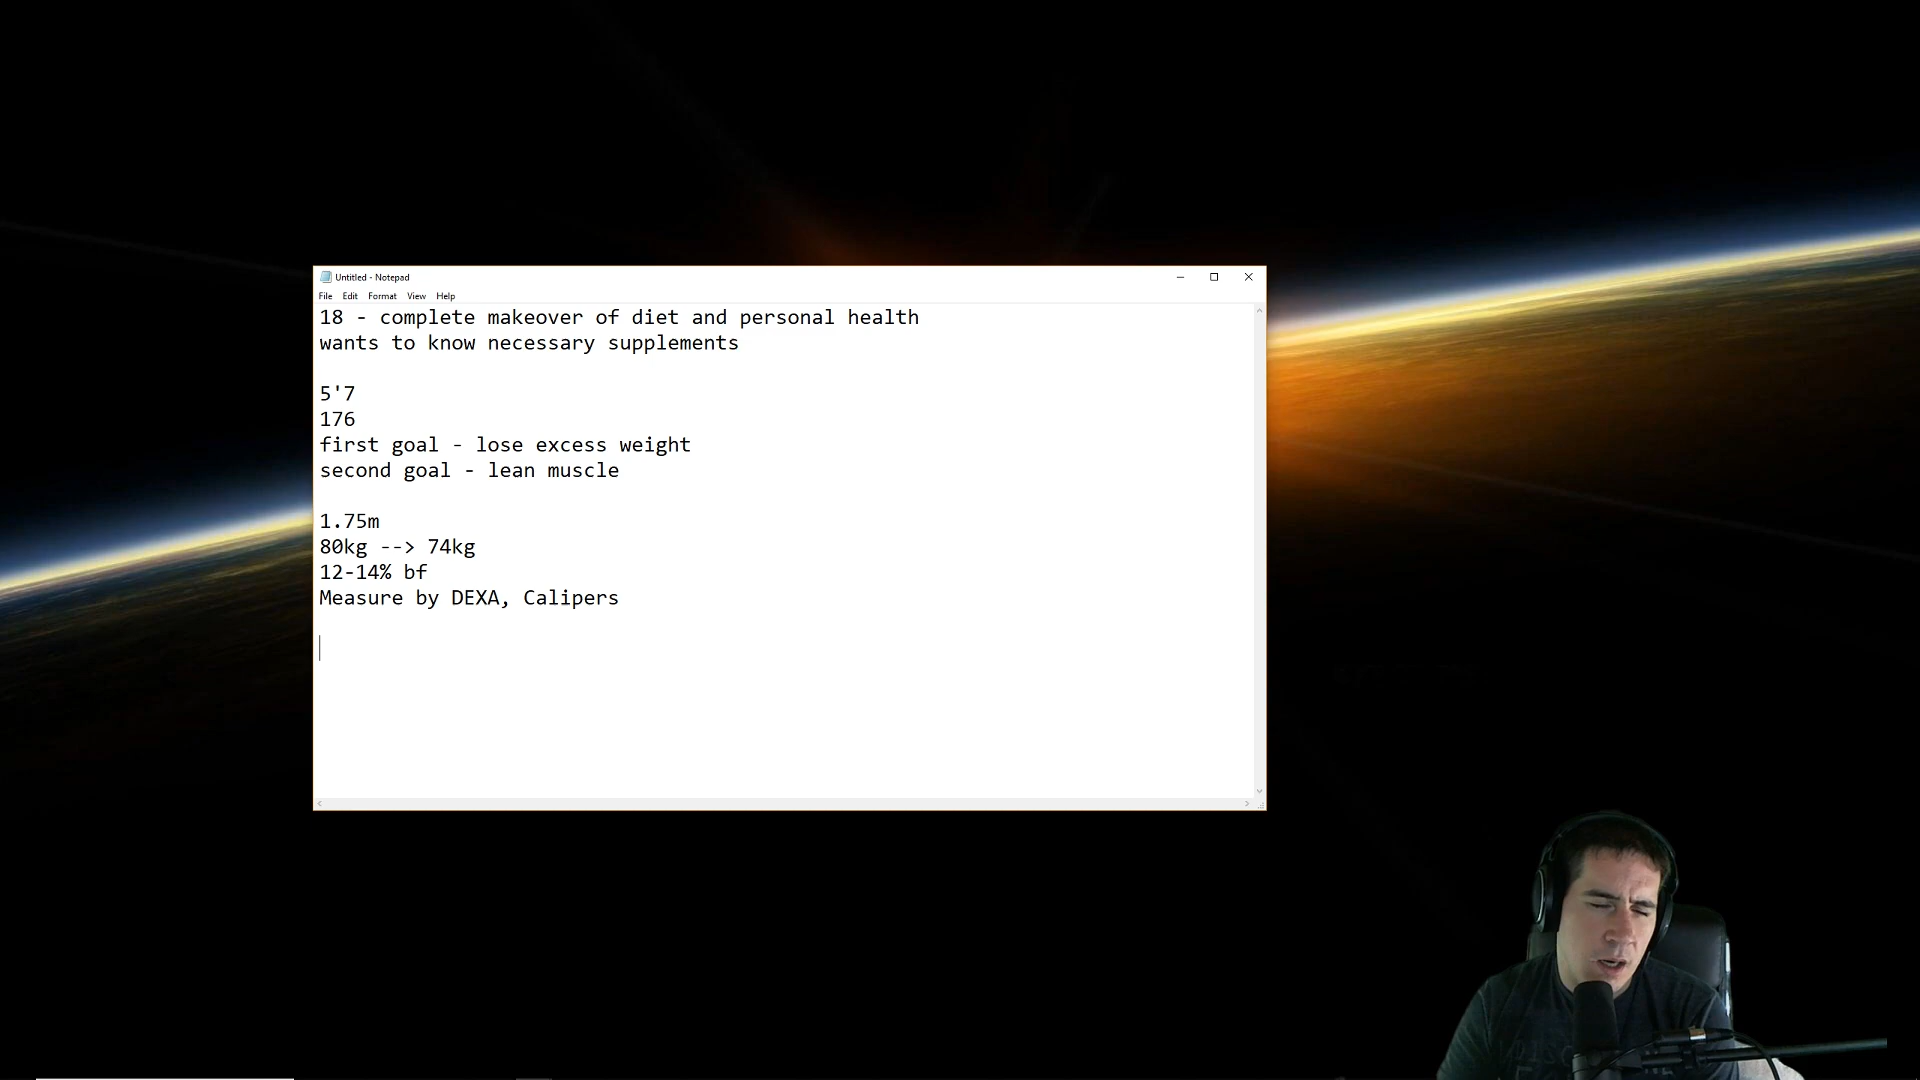 Untitled - Notepad
File Edit Format View Help
18 - complete makeover of diet and personal health
wants to know necessary supplements
5'7
176
first goal - lose excess weight
second goal - lean muscle
1.75m
80kg --> 74kg
12-14% bf
Measure by DEXA, Calipers